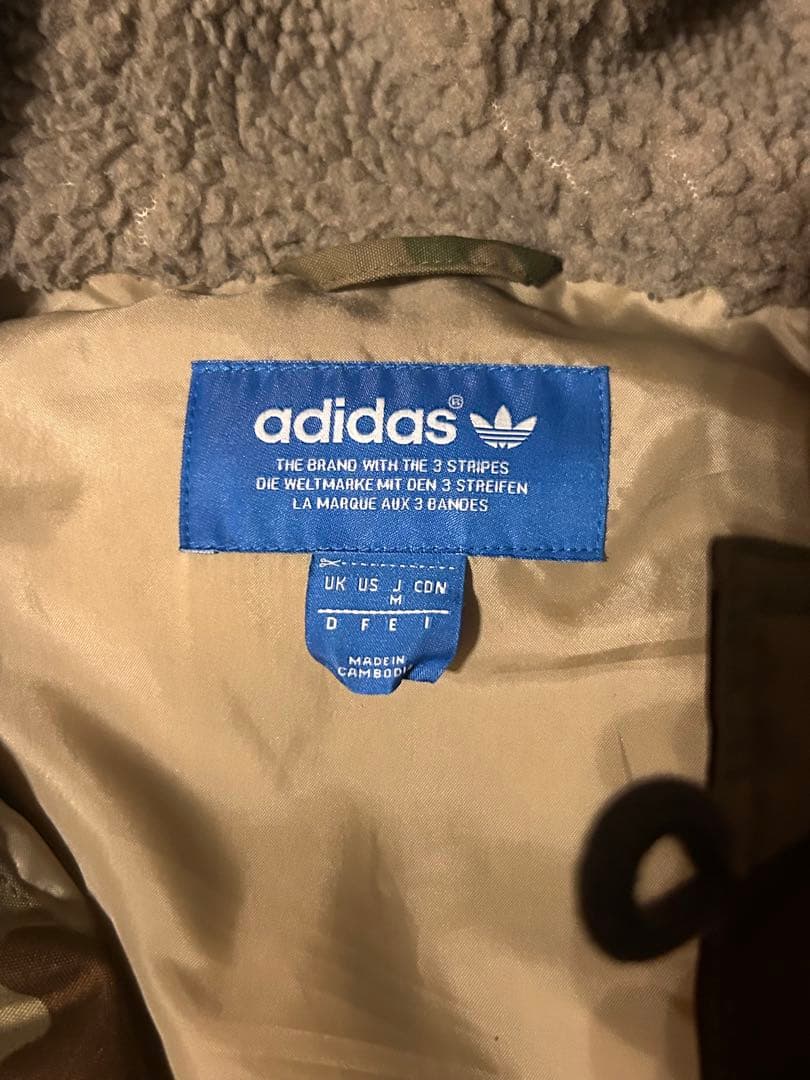 adidas®
THE BRAND WITH THE 3 STRIPES
DIE WELTMARKE MIT DEN 3 STREIFEN
LA MARQUE AUX 3 BANDES
UK US J CDN
M
D F E I
MADE IN